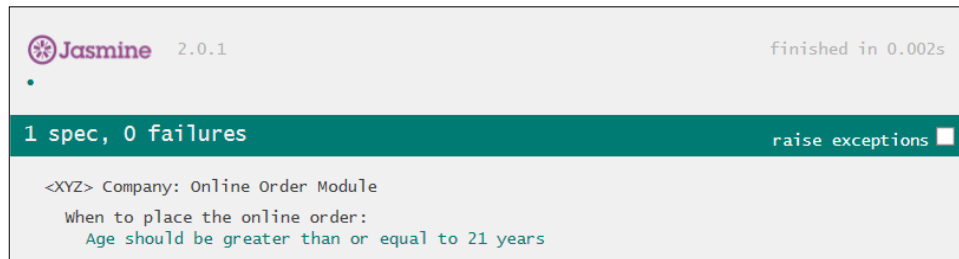 Jasmine 2.0.1 finished in 0.002s
1 spec, 0 failures raise exceptions
<XYZ> Company: Online Order Module
When to place the online order:
Age should be greater than or equal to 21 years